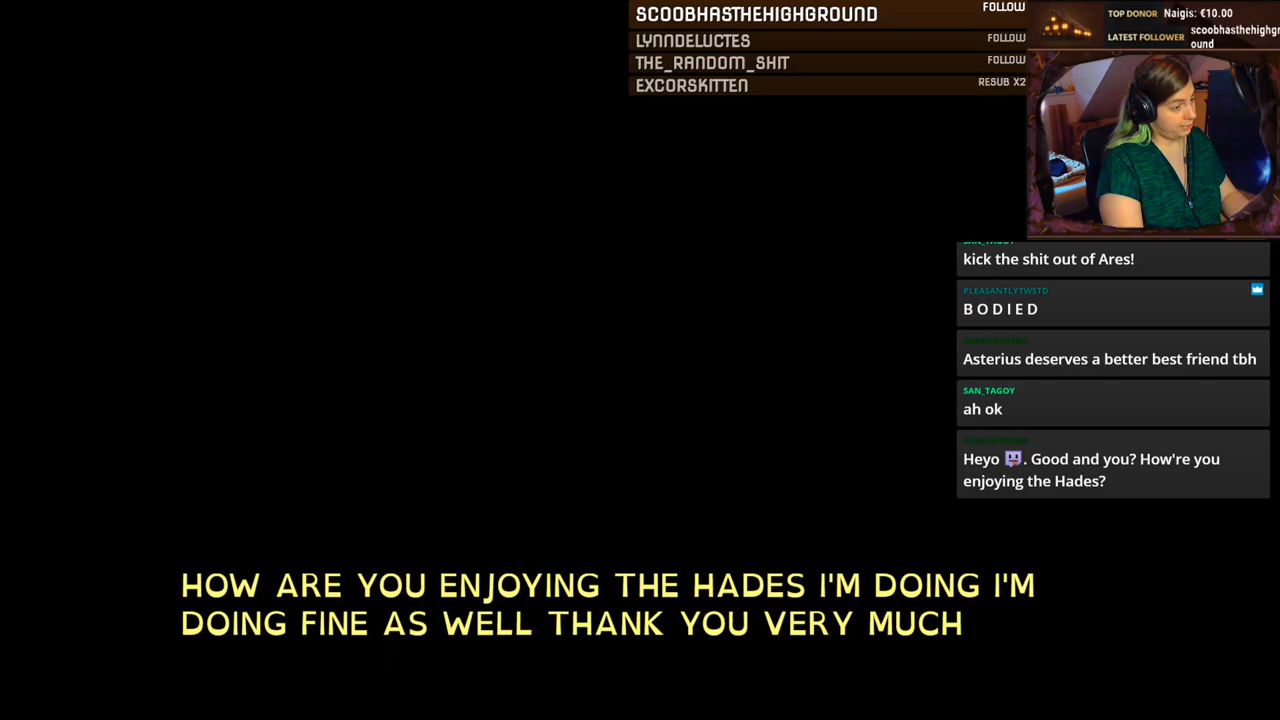 SCOOBHASTHEHIGHGROUND FOLLOW
LYNNDELUCTES FOLLOW
THE_RANDOM_SHIT FOLLOW
EXCORSKITTEN RESUB X2
TOP DONOR Naigis: €10.00
LATEST FOLLOWER scoobhasthehighgr
ound
SAN_TAGOY
kick the shit out of Ares!
PLEASANTLYTWSTD
B O D I E D
Asterius deserves a better best friend tbh
SAN_TAGOY
ah ok
Heyo . Good and you? How're you
enjoying the Hades?
HOW ARE YOU ENJOYING THE HADES I'M DOING I'M
DOING FINE AS WELL THANK YOU VERY MUCH